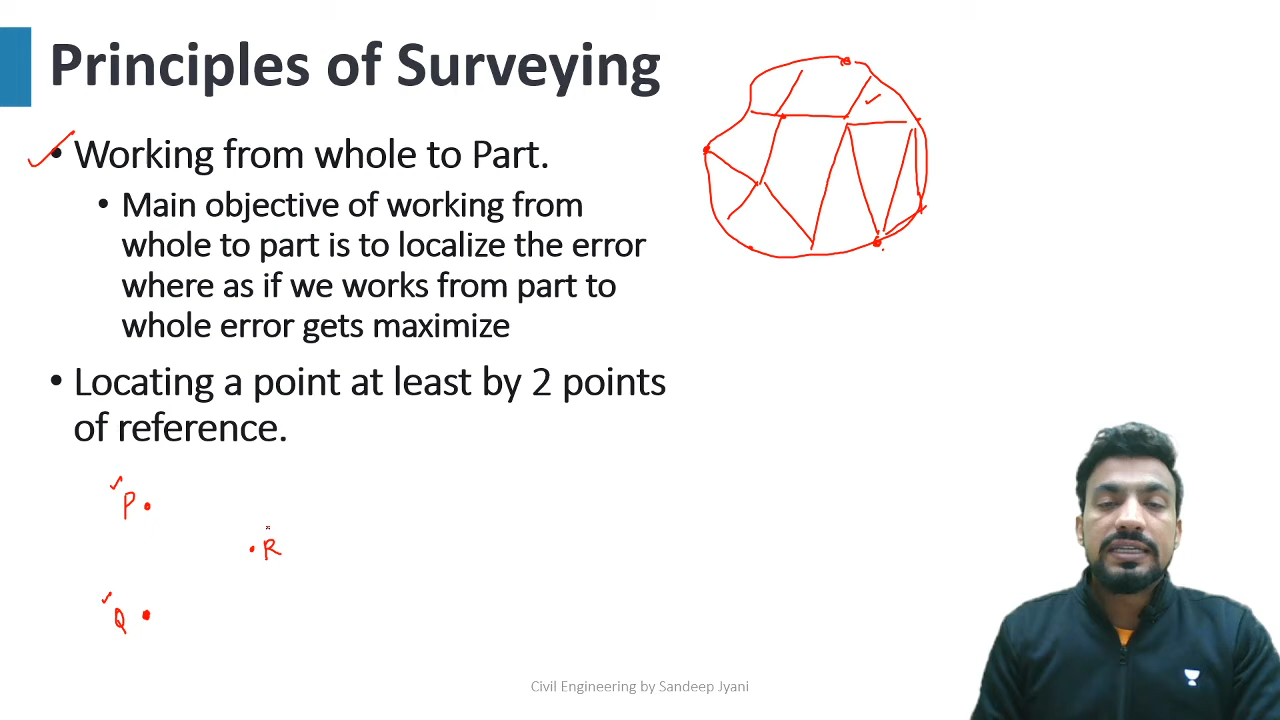 Principles of Surveying
• Working from whole to Part.
• Main objective of working from
whole to part is to localize the error
where as if we works from part to
whole error gets maximize
• Locating a point at least by 2 points
of reference.
P
R
Q
Civil Engineering by Sandeep Jyani